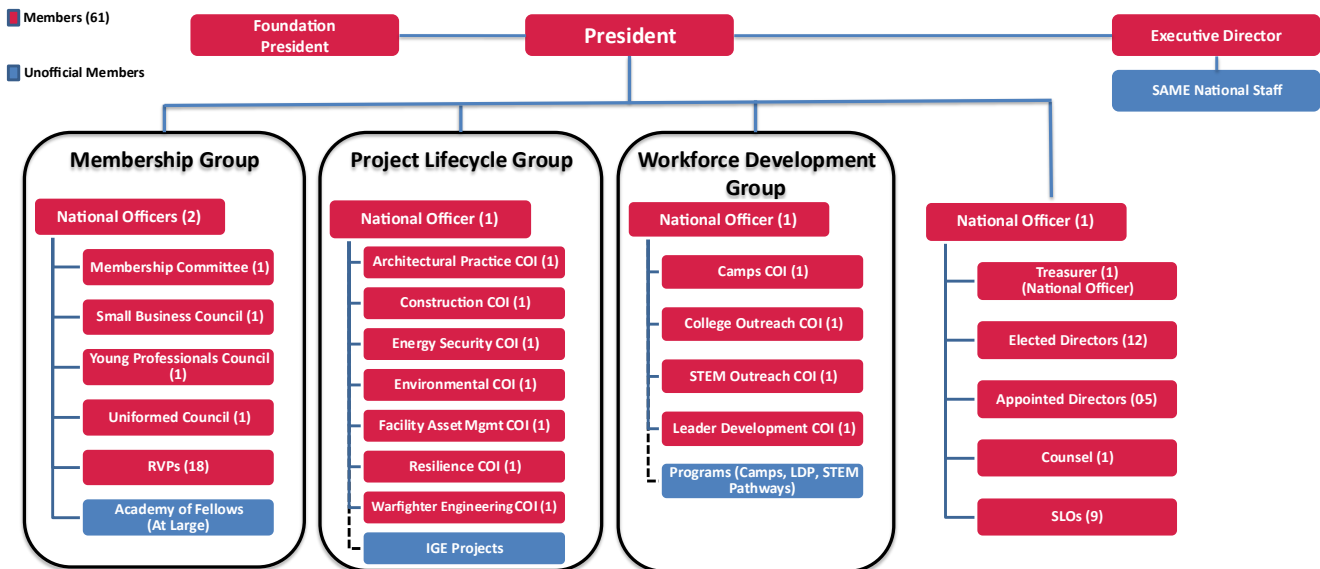 Members (61)
Unofficial Members
Foundation
President
President
Executive Director
SAME National Staff
Membership Group
National Officers (2)
Membership Committee (1)
Small Business Council (1)
Young Professionals Council
(1)
Uniformed Council (1)
RVPs (18)
Academy of Fellows
(At Large)
Project Lifecycle Group
National Officer (1)
Architectural Practice COI (1)
Construction COI (1)
Energy Security COI (1)
Environmental COI (1)
Facility Asset Mgmt COI (1)
Resilience COI (1)
Warfighter Engineering COI (1)
IGE Projects
Workforce Development
Group
National Officer (1)
Camps COI (1)
College Outreach COI (1)
STEM Outreach COI (1)
Leader Development COI (1)
Programs (Camps, LDP, STEM
Pathways)
National Officer (1)
Treasurer (1)
(National Officer)
Elected Directors (12)
Appointed Directors (05)
Counsel (1)
SLOs (9)